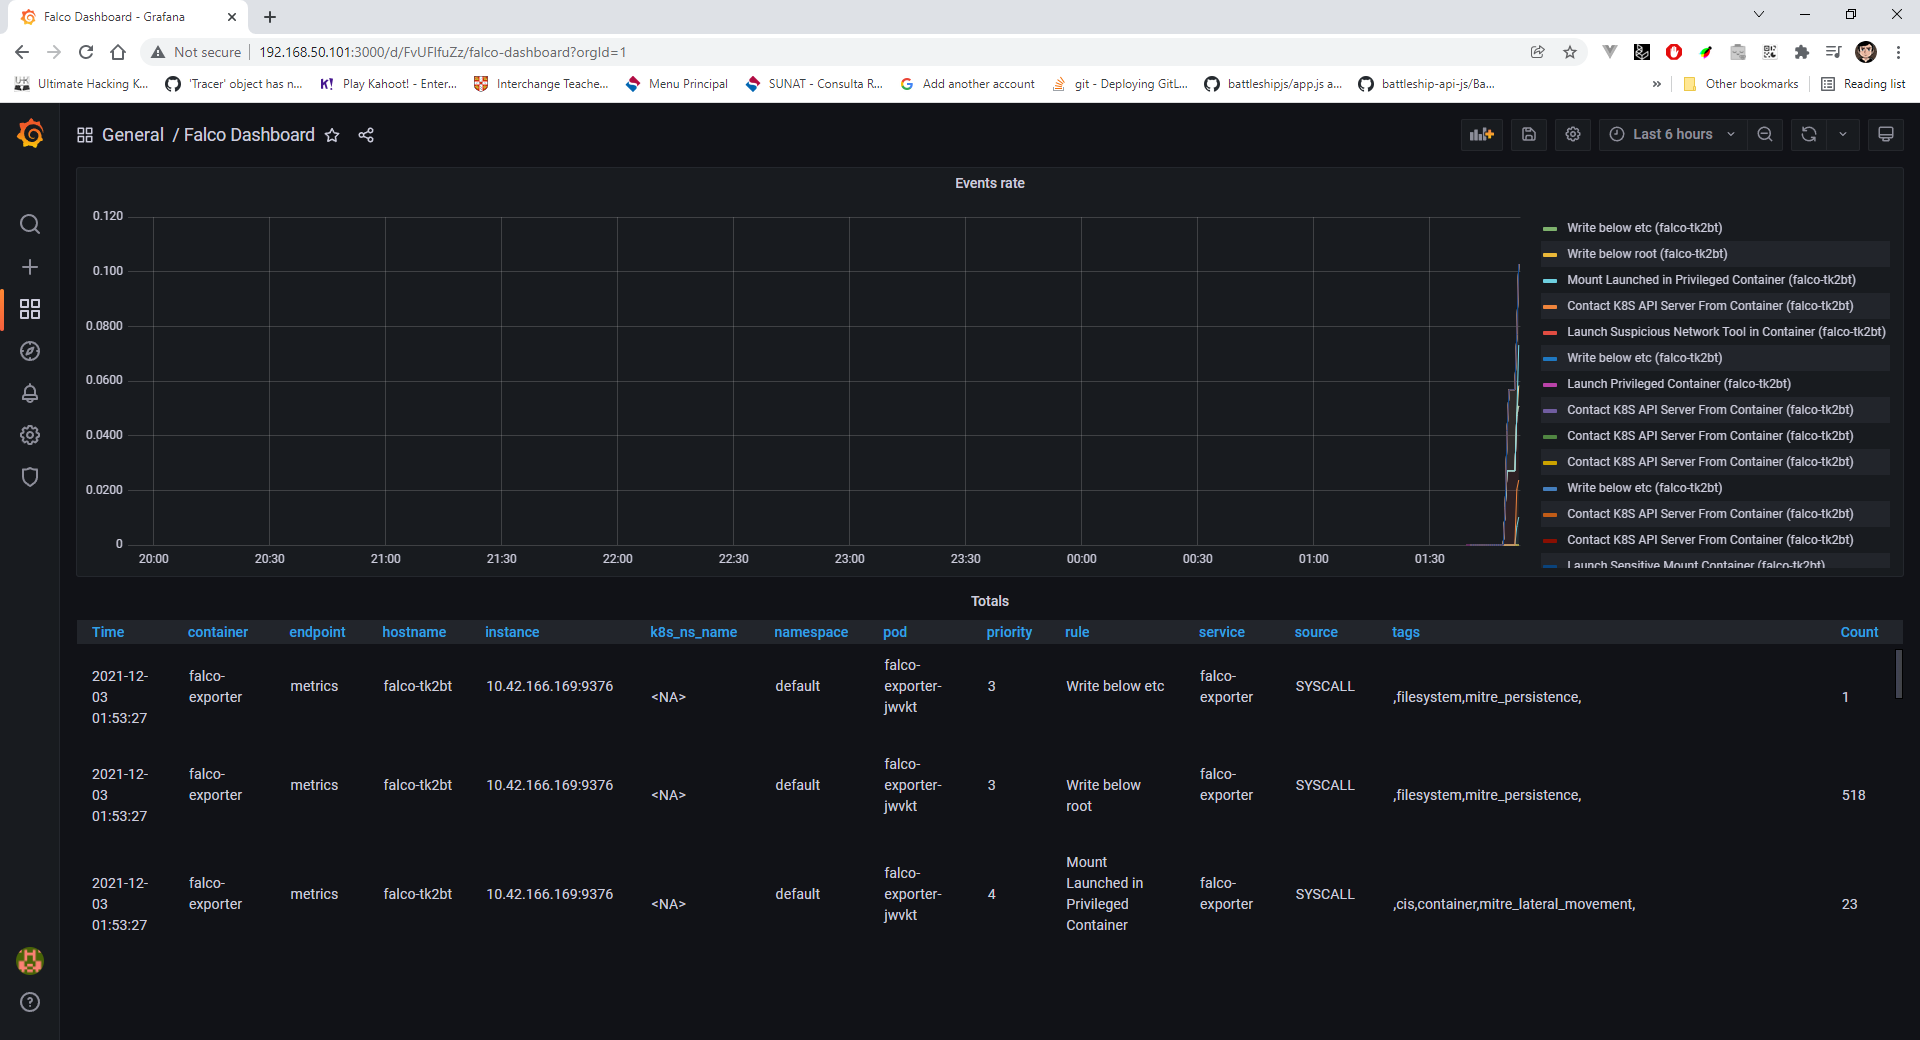 Falco Dashboard - Grafana
Not secure
192.168.50.101:3000/d/FvUFlfuZz/falco-dashboard?orgId=1
Ultimate Hacking K...
'Tracer' object has n...
K!
Play Kahoot! - Enter...
Interchange Teache...
Menu Principal
SUNAT - Consulta R...
Add another account
git - Deploying GitL...
battleshipjs/app.js a...
battleship-api-js/Ba...
»
Other bookmarks
Reading list
General / Falco Dashboard
Last 6 hours
Events rate
0.120
0.100
0.0800
0.0600
0.0400
0.0200
0
20:00
20:30
21:00
21:30
22:00
22:30
23:00
23:30
00:00
00:30
01:00
01:30
Write below etc (falco-tk2bt)
Write below root (falco-tk2bt)
Mount Launched in Privileged Container (falco-tk2bt)
Contact K8S API Server From Container (falco-tk2bt)
Launch Suspicious Network Tool in Container (falco-tk2bt)
Write below etc (falco-tk2bt)
Launch Privileged Container (falco-tk2bt)
Contact K8S API Server From Container (falco-tk2bt)
Contact K8S API Server From Container (falco-tk2bt)
Contact K8S API Server From Container (falco-tk2bt)
Write below etc (falco-tk2bt)
Contact K8S API Server From Container (falco-tk2bt)
Contact K8S API Server From Container (falco-tk2bt)
Launch Sensitive Mount Container (falco-tk2bt)
Totals
Time
container
endpoint
hostname
instance
k8s_ns_name
namespace
pod
priority
rule
service
source
tags
Count
2021-12-
03
01:53:27
falco-
exporter
metrics
falco-tk2bt
10.42.166.169:9376
<NA>
default
falco-
exporter-
jwvkt
3
Write below etc
falco-
exporter
SYSCALL
,filesystem,mitre_persistence,
1
2021-12-
03
01:53:27
falco-
exporter
metrics
falco-tk2bt
10.42.166.169:9376
<NA>
default
falco-
exporter-
jwvkt
3
Write below
root
falco-
exporter
SYSCALL
,filesystem,mitre_persistence,
518
2021-12-
03
01:53:27
falco-
exporter
metrics
falco-tk2bt
10.42.166.169:9376
<NA>
default
falco-
exporter-
jwvkt
4
Mount
Launched in
Privileged
Container
falco-
exporter
SYSCALL
,cis,container,mitre_lateral_movement,
23